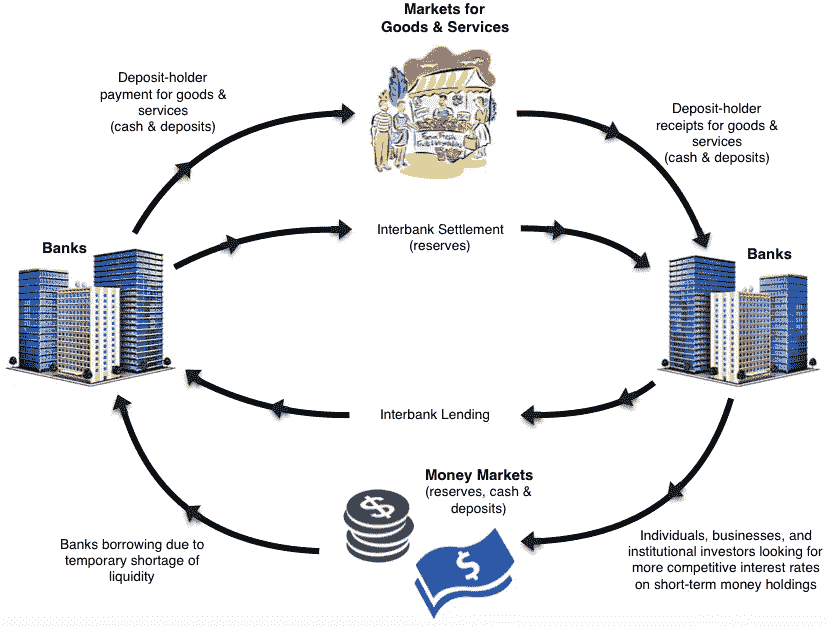 Markets for
Goods & Services
Deposit-holder
payment for goods &
services
(cash & deposits)
Deposit-holder
receipts for goods &
services
(cash & deposits)
Interbank Settlement
(reserves)
Banks
Banks
Interbank Lending
Money Markets
(reserves, cash &
deposits)
Banks borrowing due to
temporary shortage of
liquidity
Individuals, businesses, and
institutional investors looking for
more competitive interest rates
on short-term money holdings